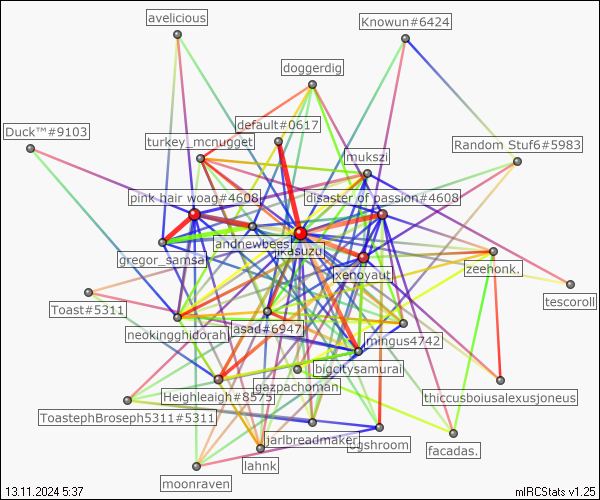 avelicious
Knowun#6424
doggerdig
default#0617
Duck™#9103
turkey_mcnugget
Random Stuf6#5983
mukszi
pink hair woag#4608
disaster of passion#4608
andnewbees
ikasuzu
gregor_samsa
xenoyaut
zeehonk.
Toast#5311
tescoroll
neokingghidorah
asad#6947
mingus4742
bigcitysamurai
gazpachoman
Heighleaigh#8575
thiccusboiusalexusjoneus
ToastephBroseph5311#5311
jarlbreadmaker
ogshroom
facadas.
lahnk
moonraven
13.11.2024 5:37
mIRCStats v1.25